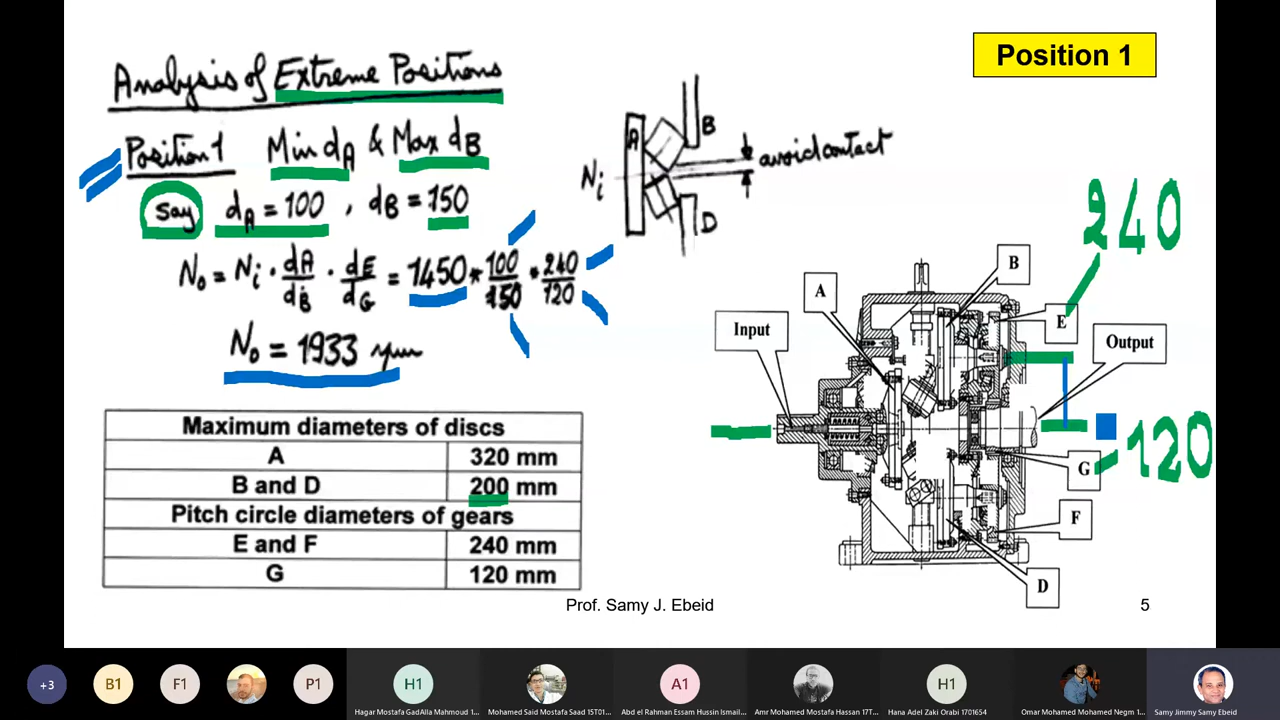 Position 1
Analysis of Extreme Positions
Position 1 Min dA & Max dB
Say dA = 100 , dB = 150
No = Ni . dA/dB . dE/dG = 1450 * 100/150 * 240/120
No = 1933 rpm
A
B
Ni
D
avoid contact
240
B
A
E
Input
Output
120
G
F
D
Maximum diameters of discs
A 320 mm
B and D 200 mm
Pitch circle diameters of gears
E and F 240 mm
G 120 mm
Prof. Samy J. Ebeid
5
+3
B1
F1
P1
H1
A1
H1
Hagar Mostafa GadAlla Mahmoud 1...
Mohamed Said Mostafa Saad 15T01...
Abd el Rahman Essam Hussin Ismail...
Amr Mohamed Mostafa Hassan 17T...
Hana Adel Zaki Orabi 1701654
Omar Mohamed Mohamed Negm 1...
Samy Jimmy Samy Ebeid